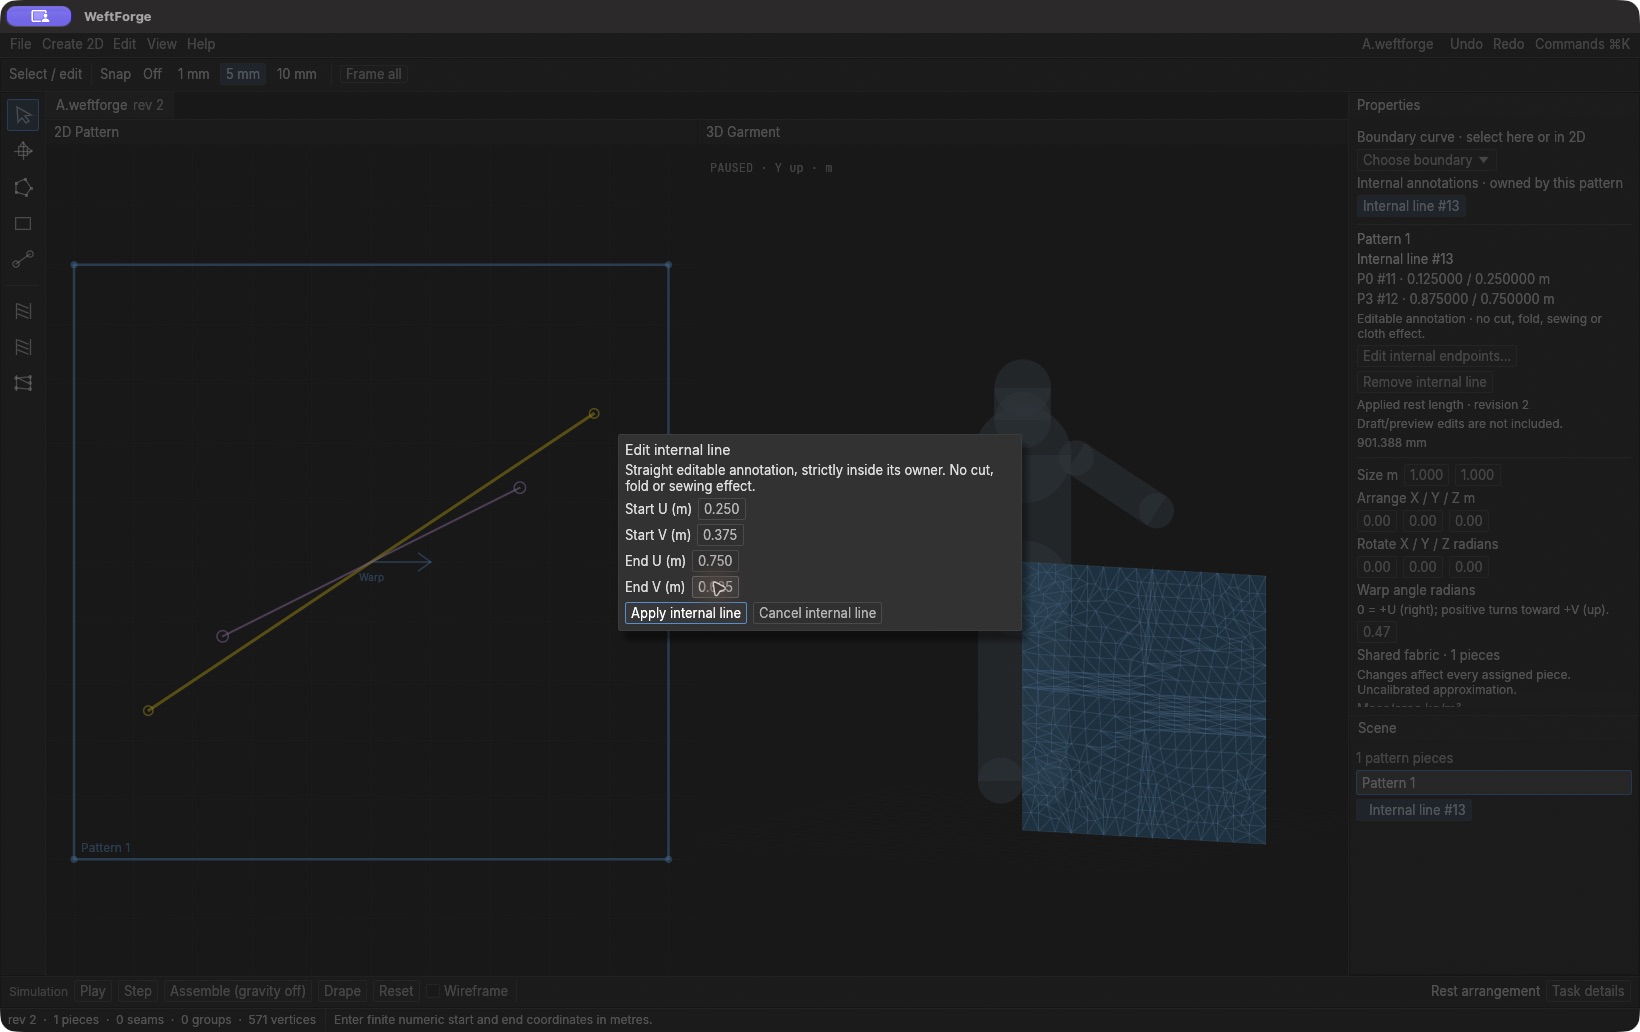 WeftForge
File Create 2D Edit View Help
A.weftforge Undo Redo Commands ⌘K
Select / edit Snap Off 1 mm 5 mm 10 mm Frame all
A.weftforge rev 2
2D Pattern
3D Garment
PAUSED · Y up · m
Warp
Pattern 1
Edit internal line
Straight editable annotation, strictly inside its owner. No cut,
fold or sewing effect.
Start U (m) 0.250
Start V (m) 0.375
End U (m) 0.750
End V (m)
Apply internal line Cancel internal line
Properties
Boundary curve · select here or in 2D
Choose boundary
Internal annotations · owned by this pattern
Internal line #13
Pattern 1
Internal line #13
P0 #11 · 0.125000 / 0.250000 m
P3 #12 · 0.875000 / 0.750000 m
Editable annotation · no cut, fold, sewing or
cloth effect.
Edit internal endpoints...
Remove internal line
Applied rest length · revision 2
Draft/preview edits are not included.
901.388 mm
Size m 1.000 1.000
Arrange X / Y / Z m
0.00 0.00 0.00
Rotate X / Y / Z radians
0.00 0.00 0.00
Warp angle radians
0 = +U (right); positive turns toward +V (up).
0.47
Shared fabric · 1 pieces
Changes affect every assigned piece.
Uncalibrated approximation.
Scene
1 pattern pieces
Pattern 1
Internal line #13
Simulation Play Step Assemble (gravity off) Drape Reset Wireframe
Rest arrangement Task details
rev 2 · 1 pieces · 0 seams · 0 groups · 571 vertices
Enter finite numeric start and end coordinates in metres.